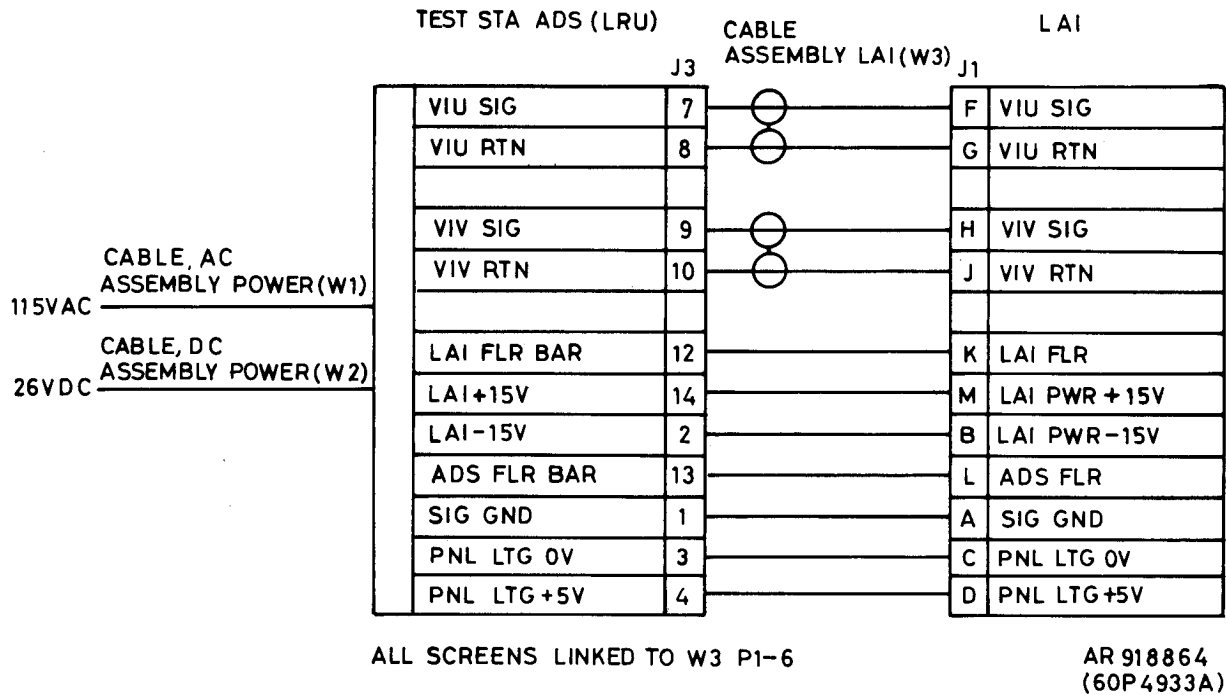 TEST STA ADS (LRU)
CABLE
ASSEMBLY LAI(W3)
LAI
J3
J1
VIU SIG 7 F VIU SIG
VIU RTN 8 G VIU RTN
VIV SIG 9 H VIV SIG
VIV RTN 10 J VIV RTN
CABLE, AC
ASSEMBLY POWER(W1)
115VAC
CABLE, DC
ASSEMBLY POWER(W2)
26VDC
LAI FLR BAR 12 K LAI FLR
LAI+15V 14 M LAI PWR+15V
LAI-15V 2 B LAI PWR-15V
ADS FLR BAR 13 L ADS FLR
SIG GND 1 A SIG GND
PNL LTG 0V 3 C PNL LTG 0V
PNL LTG+5V 4 D PNL LTG+5V
ALL SCREENS LINKED TO W3 P1-6
AR 918864
(60P4933A)